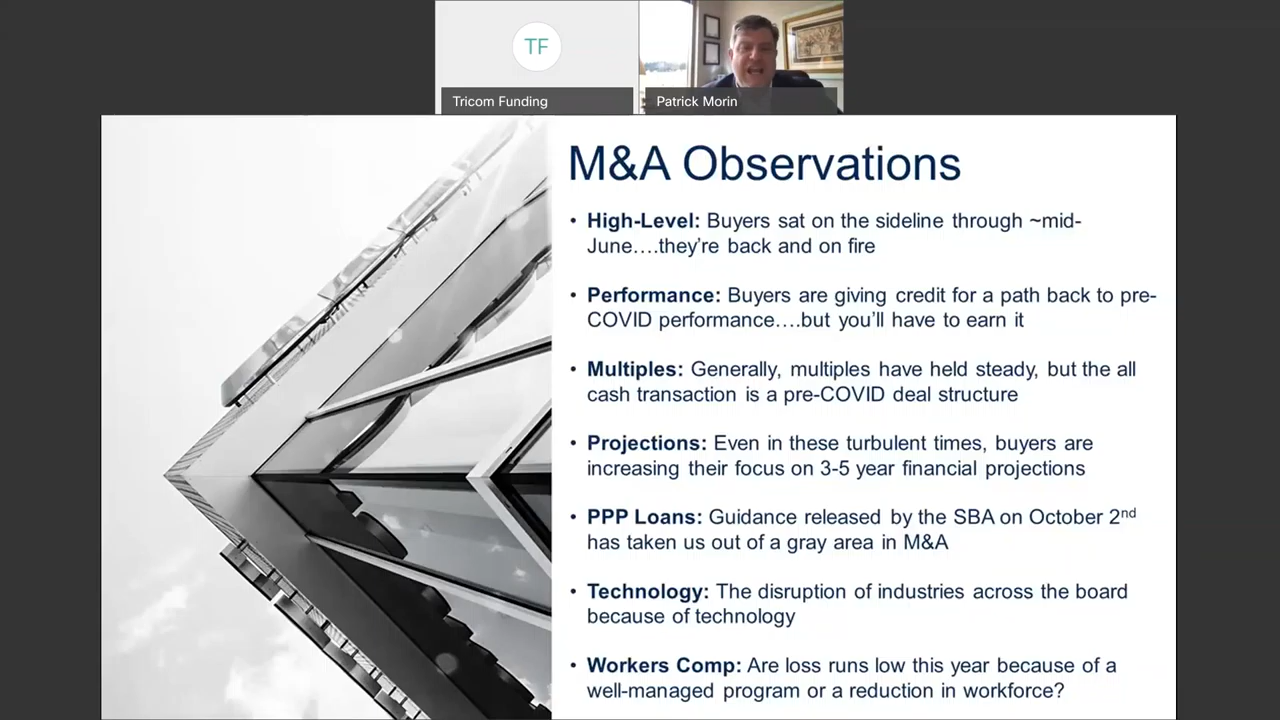 TF
Tricom Funding
Patrick Morin
M&A Observations
• High-Level: Buyers sat on the sideline through ~mid-
June….they're back and on fire
• Performance: Buyers are giving credit for a path back to pre-
COVID performance….but you'll have to earn it
• Multiples: Generally, multiples have held steady, but the all
cash transaction is a pre-COVID deal structure
• Projections: Even in these turbulent times, buyers are
increasing their focus on 3-5 year financial projections
• PPP Loans: Guidance released by the SBA on October 2nd
has taken us out of a gray area in M&A
• Technology: The disruption of industries across the board
because of technology
• Workers Comp: Are loss runs low this year because of a
well-managed program or a reduction in workforce?